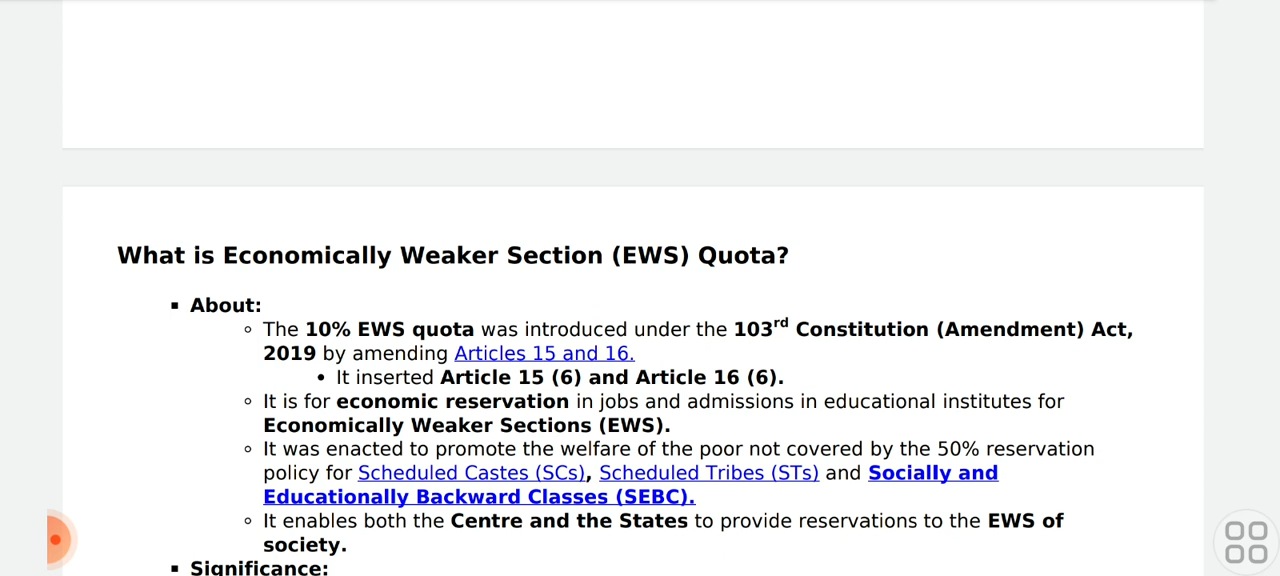 What is Economically Weaker Section (EWS) Quota?
▪ About:
◦ The 10% EWS quota was introduced under the 103rd Constitution (Amendment) Act,
2019 by amending Articles 15 and 16.
• It inserted Article 15 (6) and Article 16 (6).
◦ It is for economic reservation in jobs and admissions in educational institutes for
Economically Weaker Sections (EWS).
◦ It was enacted to promote the welfare of the poor not covered by the 50% reservation
policy for Scheduled Castes (SCs), Scheduled Tribes (STs) and Socially and
Educationally Backward Classes (SEBC).
◦ It enables both the Centre and the States to provide reservations to the EWS of
society.
▪ Significance: